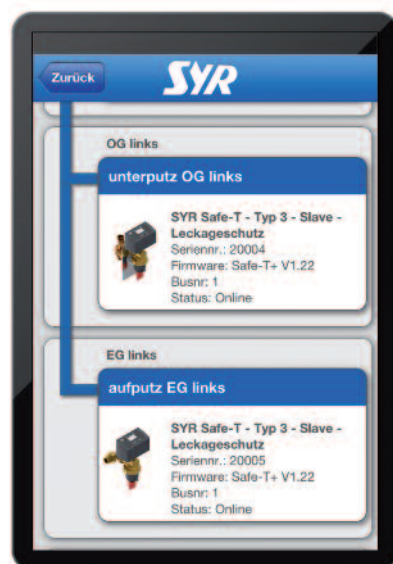 Zurück
SYR
OG links
unterputz OG links
SYR Safe-T - Typ 3 - Slave -
Leckageschutz
Seriennr.: 20004
Firmware: Safe-T+ V1.22
Busnr: 1
Status: Online
EG links
aufputz EG links
SYR Safe-T - Typ 3 - Slave -
Leckageschutz
Seriennr.: 20005
Firmware: Safe-T+ V1.22
Busnr: 1
Status: Online